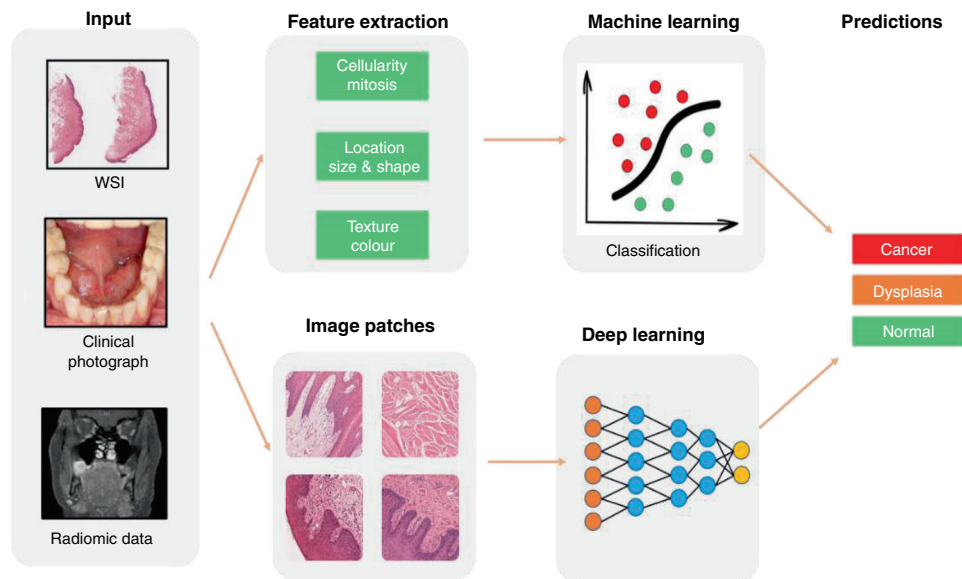 Input
WSI
Clinical
photograph
Radiomic data
Feature extraction
Cellularity
mitosis
Location
size & shape
Texture
colour
Machine learning
Classification
Image patches
Deep learning
Predictions
Cancer
Dysplasia
Normal